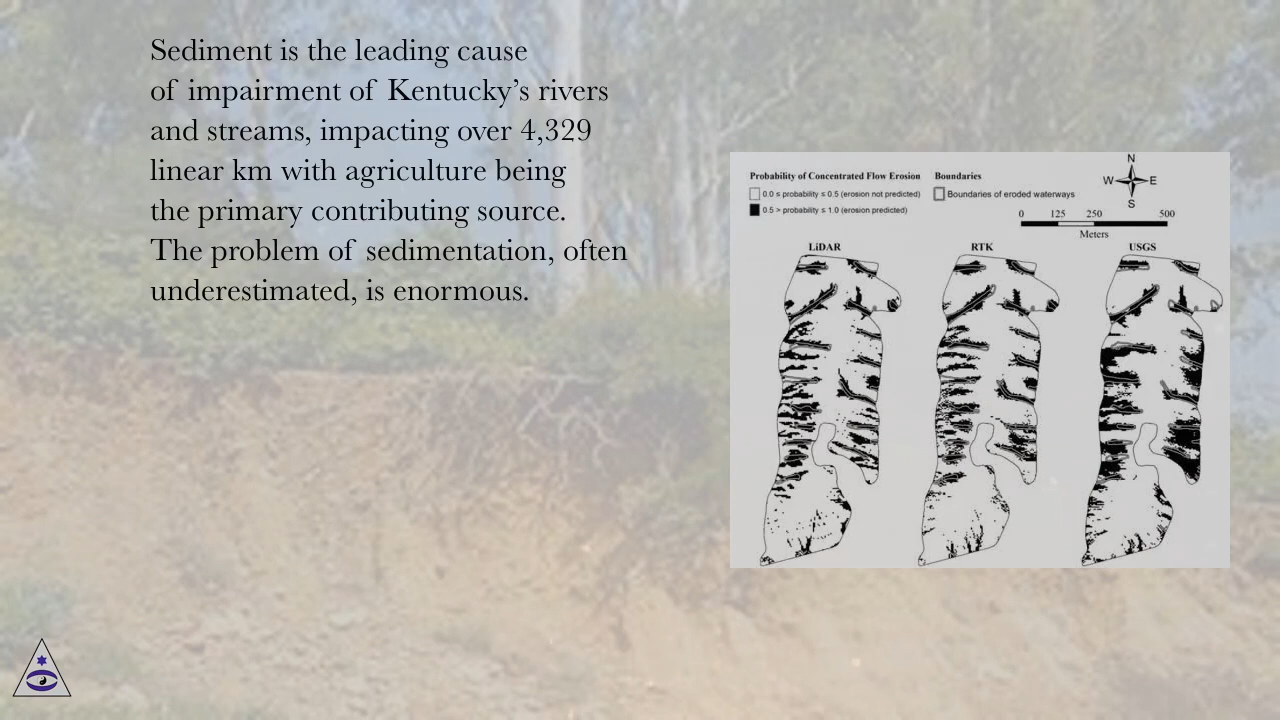 Sediment is the leading cause
of impairment of Kentucky’s rivers
and streams, impacting over 4,329
linear km with agriculture being
the primary contributing source.
The problem of sedimentation, often
underestimated, is enormous.
Probability of Concentrated Flow Erosion
0.0 ≤ probability ≤ 0.5 (erosion not predicted)
0.5 > probability ≤ 1.0 (erosion predicted)
Boundaries
Boundaries of eroded waterways
N
W E
S
0 125 250 500
Meters
LiDAR RTK USGS